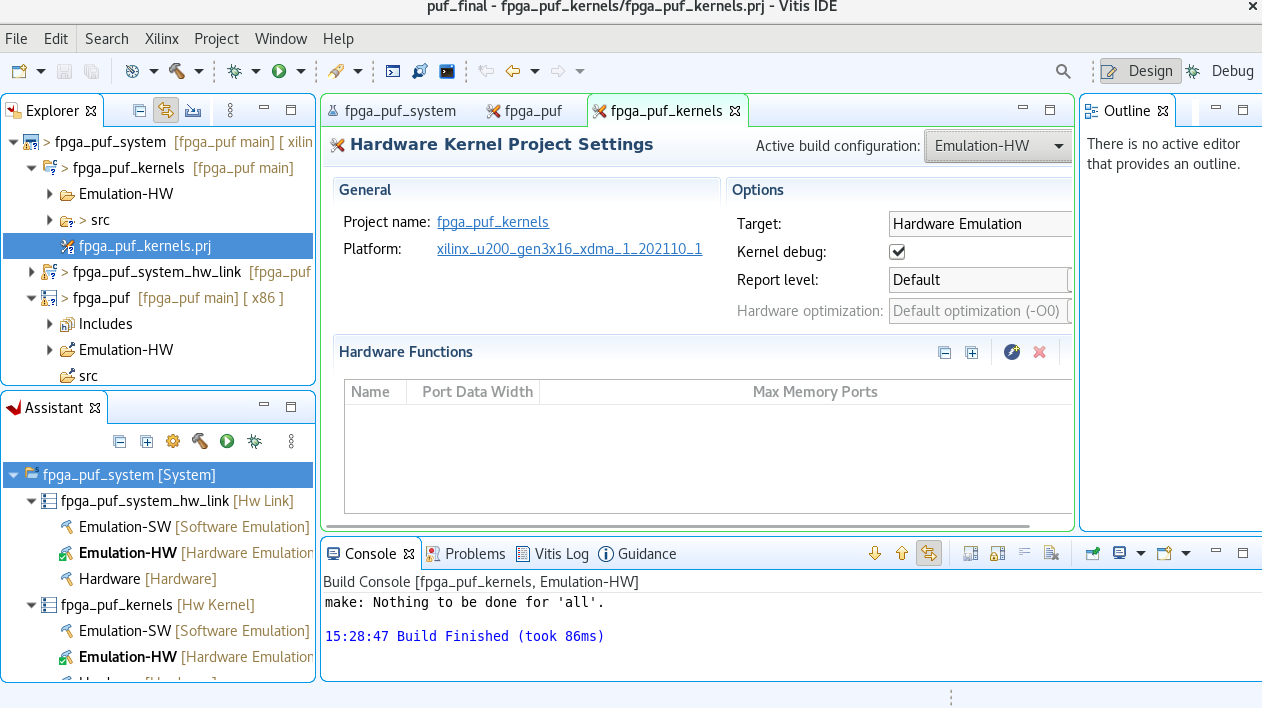 puf_final - fpga_puf_kernels/fpga_puf_kernels.prj - Vitis IDE
File Edit Search Xilinx Project Window Help
Design Debug
Explorer
> fpga_puf_system [fpga_puf main] [ xilin
> fpga_puf_kernels [fpga_puf main]
Emulation-HW
> src
fpga_puf_kernels.prj
> fpga_puf_system_hw_link [fpga_puf
> fpga_puf [fpga_puf main] [ x86 ]
Includes
Emulation-HW
src
Assistant
fpga_puf_system [System]
fpga_puf_system_hw_link [Hw Link]
Emulation-SW [Software Emulation]
Emulation-HW [Hardware Emulation
Hardware [Hardware]
fpga_puf_kernels [Hw Kernel]
Emulation-SW [Software Emulation]
Emulation-HW [Hardware Emulation
fpga_puf_system fpga_puf fpga_puf_kernels
Hardware Kernel Project Settings
Active build configuration: Emulation-HW
General
Project name: fpga_puf_kernels
Platform: xilinx_u200_gen3x16_xdma_1_202110_1
Options
Target: Hardware Emulation
Kernel debug:
Report level: Default
Hardware optimization: Default optimization (-O0)
Hardware Functions
Name Port Data Width Max Memory Ports
Outline
There is no active editor
that provides an outline.
Console Problems Vitis Log Guidance
Build Console [fpga_puf_kernels, Emulation-HW]
make: Nothing to be done for 'all'.
15:28:47 Build Finished (took 86ms)